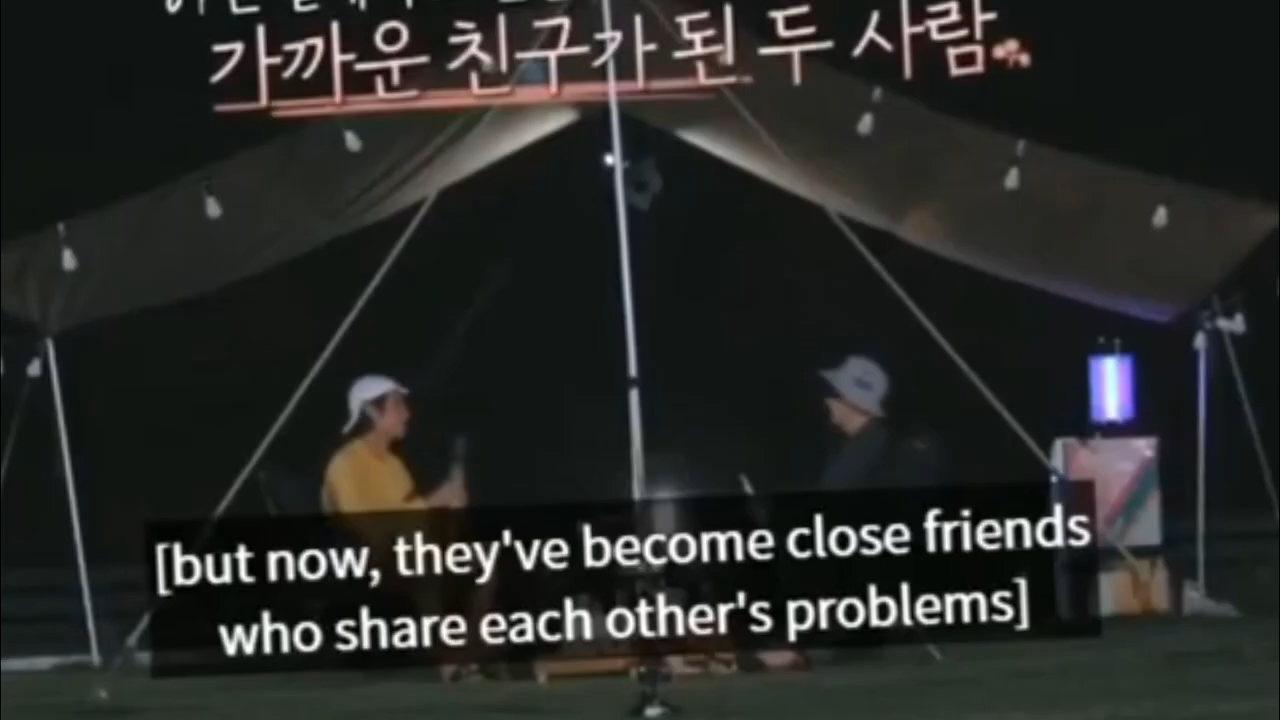 가까운 친구가 된 두 사람
[but now, they've become close friends
who share each other's problems]